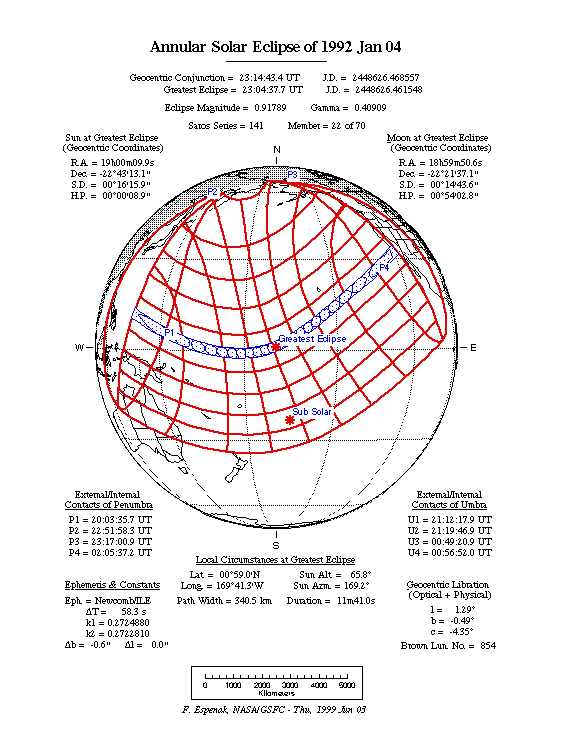 Annular Solar Eclipse of 1992 Jan 04
Geocentric Conjunction = 23:14:43.4 UT J.D. = 2448626.468557
Greatest Eclipse = 23:04:37.7 UT J.D. = 2448626.461548
Eclipse Magnitude = 0.91789 Gamma = 0.40909
Saros Series = 141 Member = 22 of 70
Sun at Greatest Eclipse
(Geocentric Coordinates)
R.A. = 19h00m09.9s
Dec. = -22°43'13.1"
S.D. = 00°16'15.9"
H.P. = 00°00'08.9"
Moon at Greatest Eclipse
(Geocentric Coordinates)
R.A. = 18h59m50.6s
Dec. = -22°21'37.1"
S.D. = 00°14'43.6"
H.P. = 00°54'02.8"
N
P3
P2
P4
P1
Greatest Eclipse
W
E
Sub Solar
S
External/Internal
Contacts of Penumbra
P1 = 20:03:35.7 UT
P2 = 22:51:58.3 UT
P3 = 23:17:00.9 UT
P4 = 02:05:37.2 UT
External/Internal
Contacts of Umbra
U1 = 21:12:17.9 UT
U2 = 21:19:46.9 UT
U3 = 00:49:20.9 UT
U4 = 00:56:52.0 UT
Local Circumstances at Greatest Eclipse
Lat. = 00°59.0'N Sun Alt. = 65.8°
Long. = 169°41.3'W Sun Azm. = 169.2°
Path Width = 340.5 km Duration = 11m41.0s
Ephemeris & Constants
Eph. = Newcomb/ILE
ΔT = 58.3 s
k1 = 0.2724880
k2 = 0.2722810
Δb = -0.6" Δl = 0.0"
Geocentric Libration
(Optical + Physical)
l = 1.29°
b = -0.49°
c = -4.35°
Brown Lun. No. = 854
0 1000 2000 3000 4000 5000
Kilometers
F. Espenak, NASA/GSFC - Thu, 1999 Jun 03